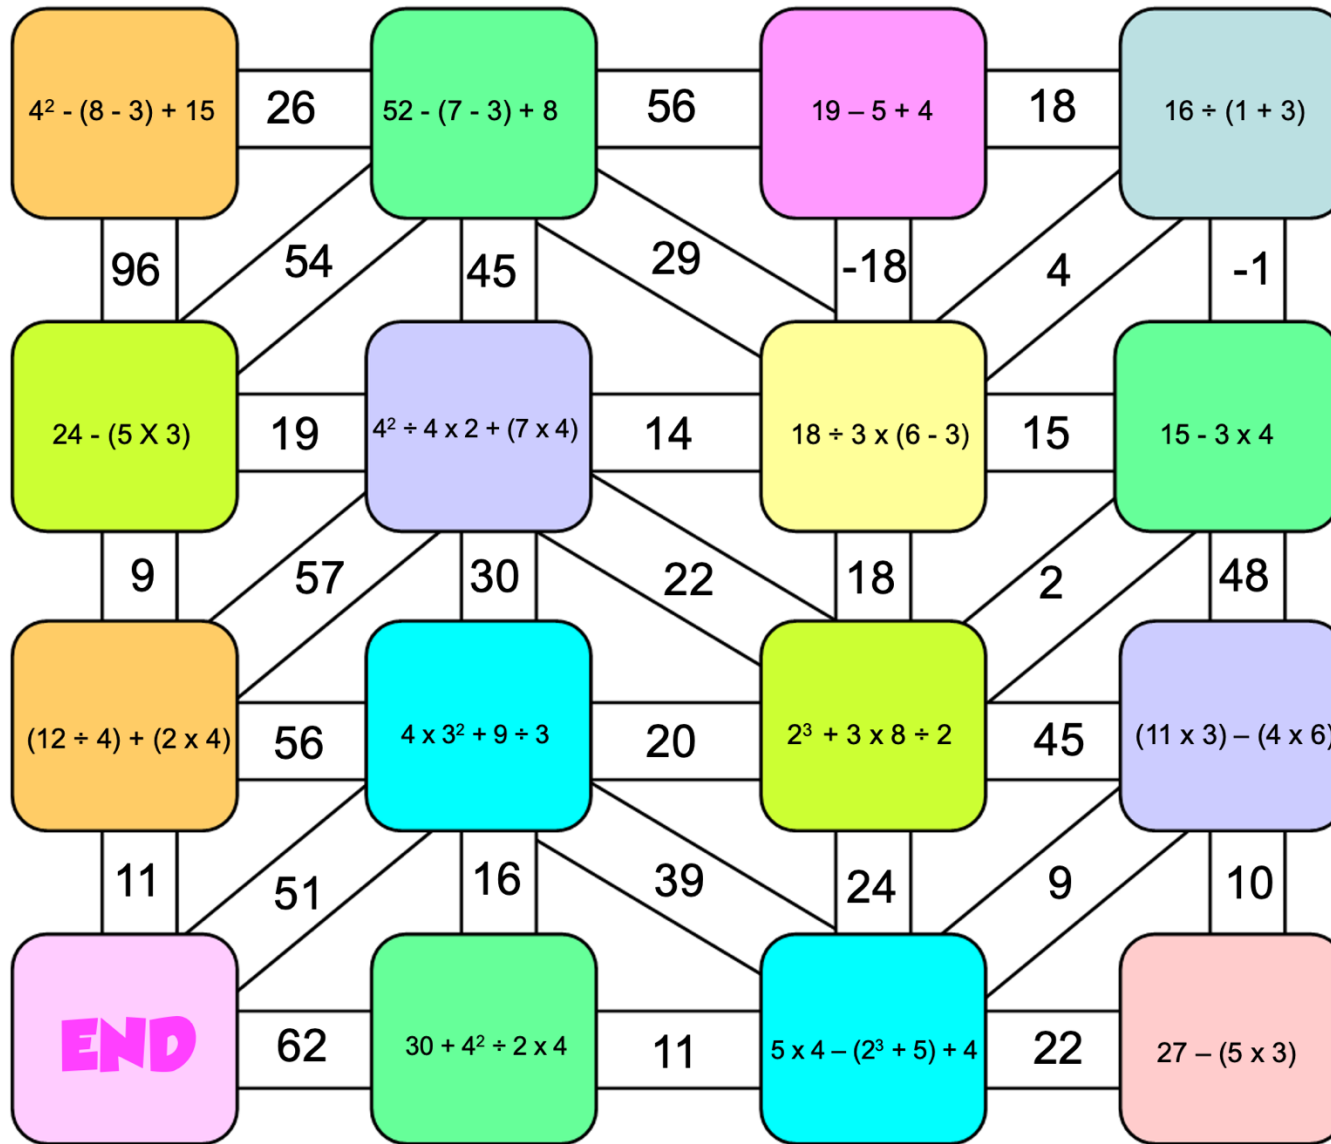 4² - (8 - 3) + 15 26 52 - (7 - 3) + 8 56 19 – 5 + 4 18 16 ÷ (1 + 3)
96 54 45 29 -18 4 -1
24 - (5 X 3) 19 4² ÷ 4 x 2 + (7 x 4) 14 18 ÷ 3 x (6 - 3) 15 15 - 3 x 4
9 57 30 22 18 2 48
(12 ÷ 4) + (2 x 4) 56 4 x 3² + 9 ÷ 3 20 2³ + 3 x 8 ÷ 2 45 (11 x 3) – (4 x 6)
11 51 16 39 24 9 10
END 62 30 + 4² ÷ 2 x 4 11 5 x 4 – (2³ + 5) + 4 22 27 – (5 x 3)